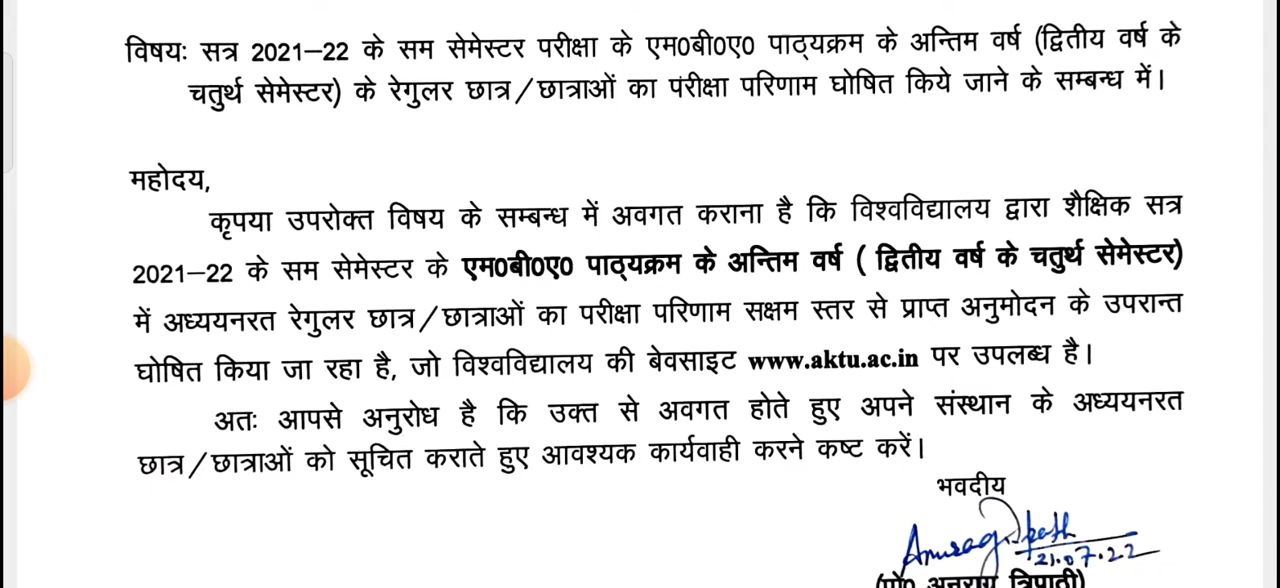 विषयः सत्र 2021–22 के सम सेमेस्टर परीक्षा के एम0बी0ए0 पाठ्यक्रम के अन्तिम वर्ष (द्वितीय वर्ष के
चतुर्थ सेमेस्टर) के रेगुलर छात्र/छात्राओं का परीक्षा परिणाम घोषित किये जाने के सम्बन्ध में।
महोदय,
कृपया उपरोक्त विषय के सम्बन्ध में अवगत कराना है कि विश्वविद्यालय द्वारा शैक्षिक सत्र
2021–22 के सम सेमेस्टर के एम0बी0ए0 पाठ्यक्रम के अन्तिम वर्ष ( द्वितीय वर्ष के चतुर्थ सेमेस्टर)
में अध्ययनरत रेगुलर छात्र/छात्राओं का परीक्षा परिणाम सक्षम स्तर से प्राप्त अनुमोदन के उपरान्त
घोषित किया जा रहा है, जो विश्वविद्यालय की बेवसाइट www.aktu.ac.in पर उपलब्ध है।
अतः आपसे अनुरोध है कि उक्त से अवगत होते हुए अपने संस्थान के अध्ययनरत
छात्र/छात्राओं को सूचित कराते हुए आवश्यक कार्यवाही करने कष्ट करें।
भवदीय
21.07.22
(प्रो0 अनुराग त्रिपाठी)